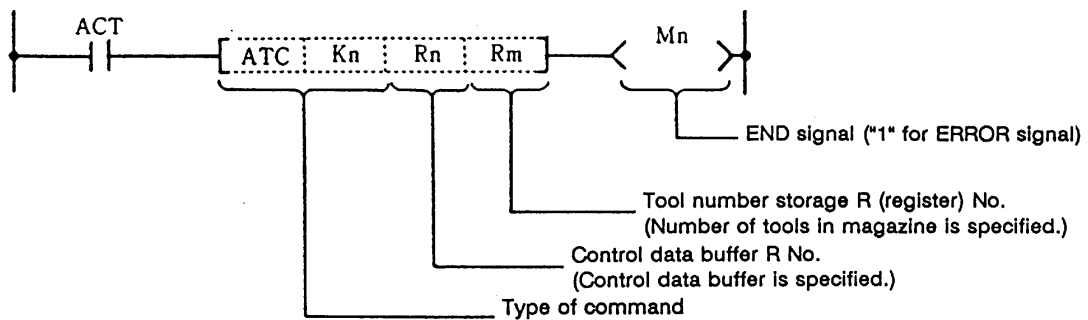 ACT
ATC Kn Rn Rm Mn
END signal ("1" for ERROR signal)
Tool number storage R (register) No.
(Number of tools in magazine is specified.)
Control data buffer R No.
(Control data buffer is specified.)
Type of command